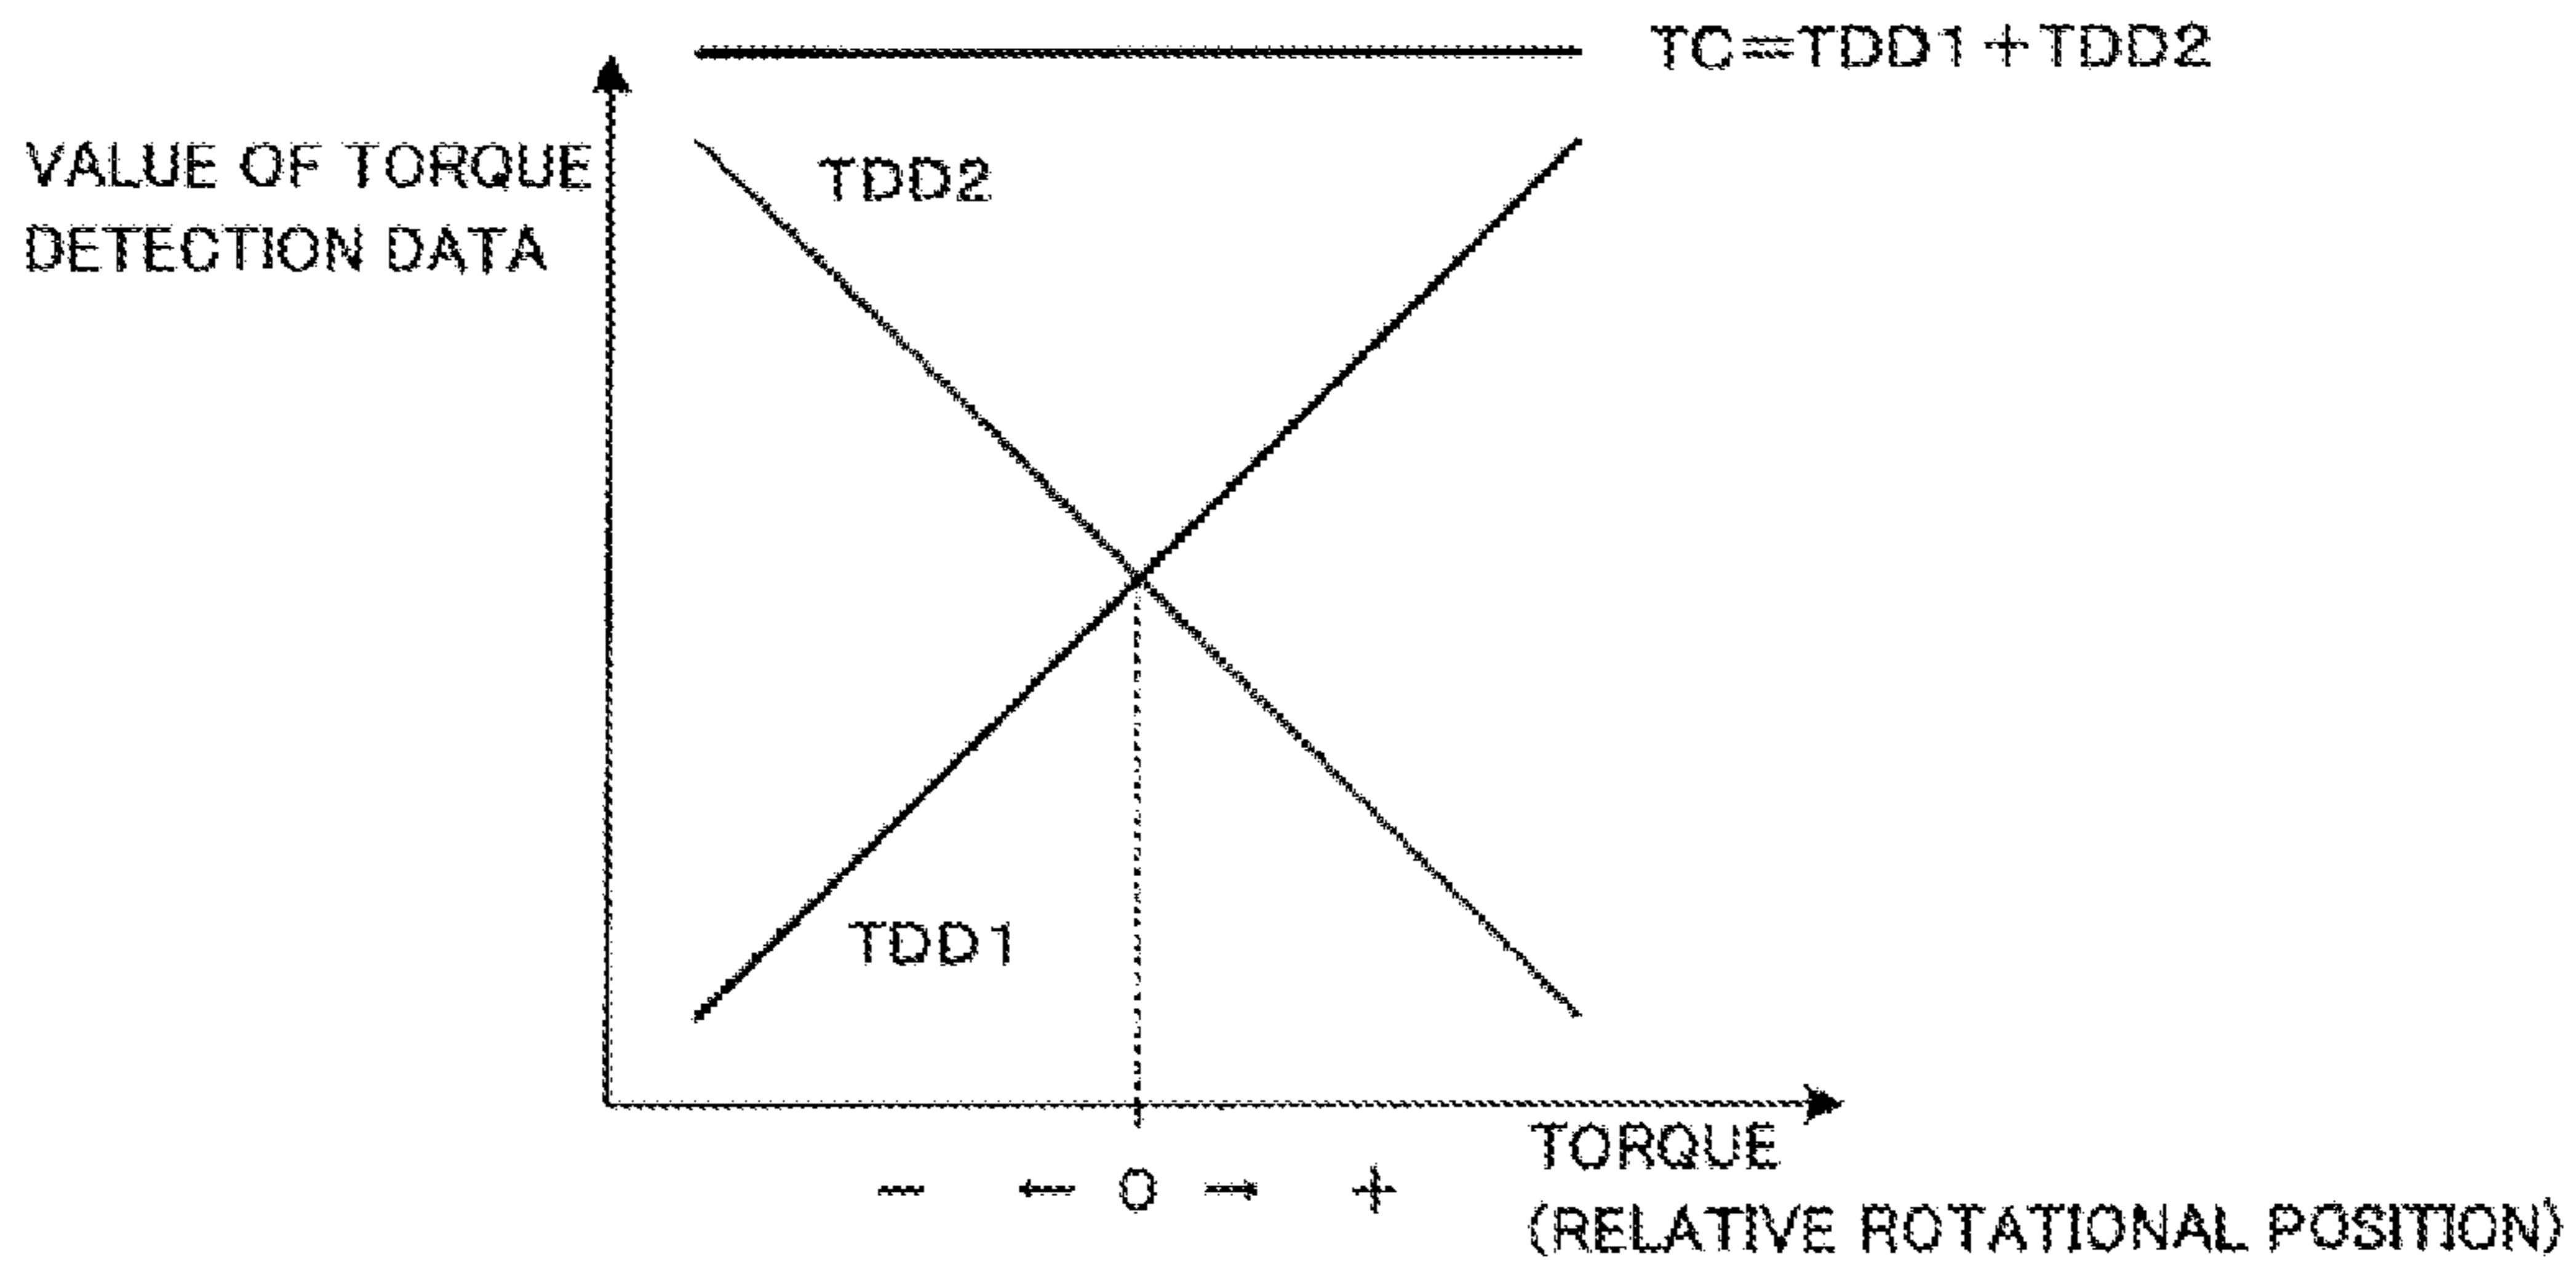 TC=TDD1+TDD2
VALUE OF TORQUE
DETECTION DATA
TDD2
TDD1
TORQUE
(RELATIVE ROTATIONAL POSITION)
− ← 0 → +